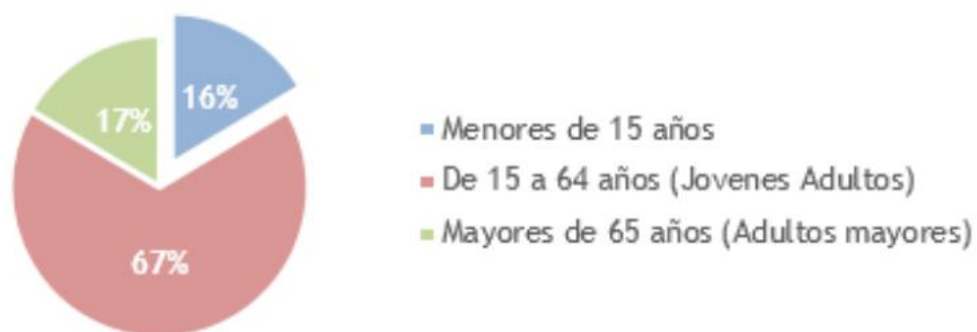 16%
17%
67%
Menores de 15 años
De 15 a 64 años (Jovenes Adultos)
Mayores de 65 años (Adultos mayores)